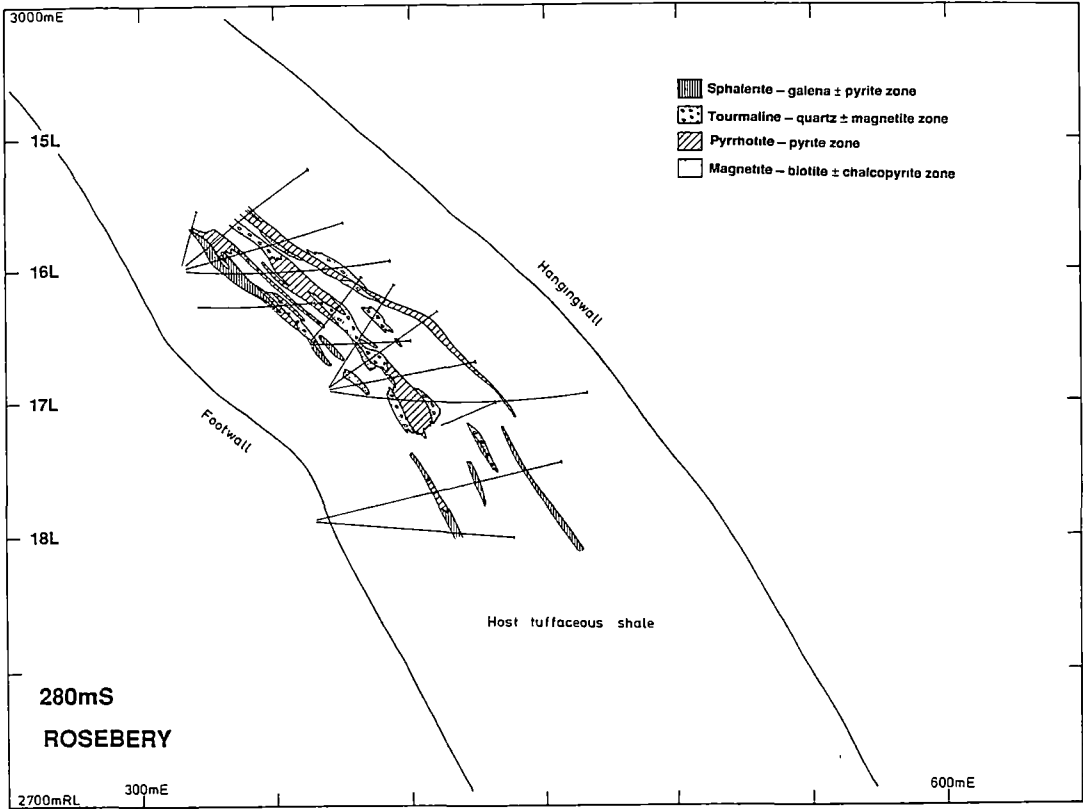 3000mE
Sphalerite – galena ± pyrite zone
Tourmaline – quartz ± magnetite zone
Pyrrhotite – pyrite zone
Magnetite – biotite ± chalcopyrite zone
15L
16L
Hangingwall
17L
Footwall
18L
Host tuffaceous shale
280mS
ROSEBERY
300mE
600mE
2700mRL